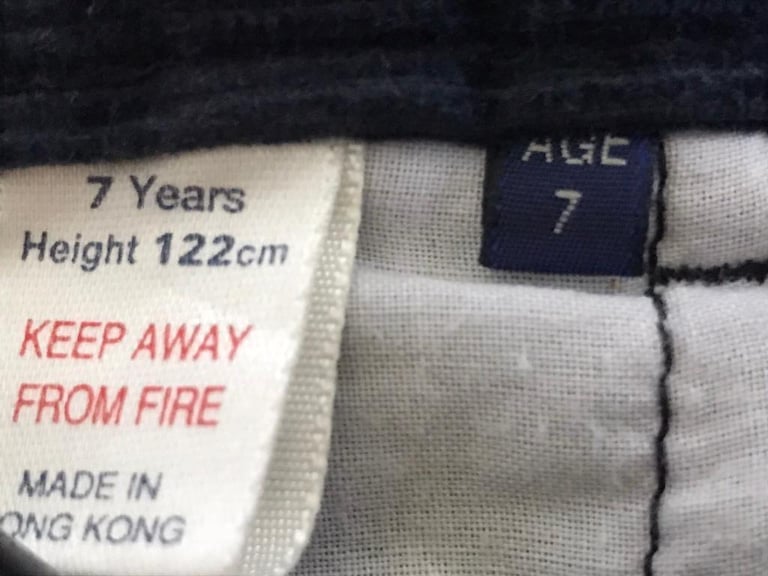 7 Years
Height 122cm
KEEP AWAY
FROM FIRE
MADE IN
ONG KONG
AGE
7